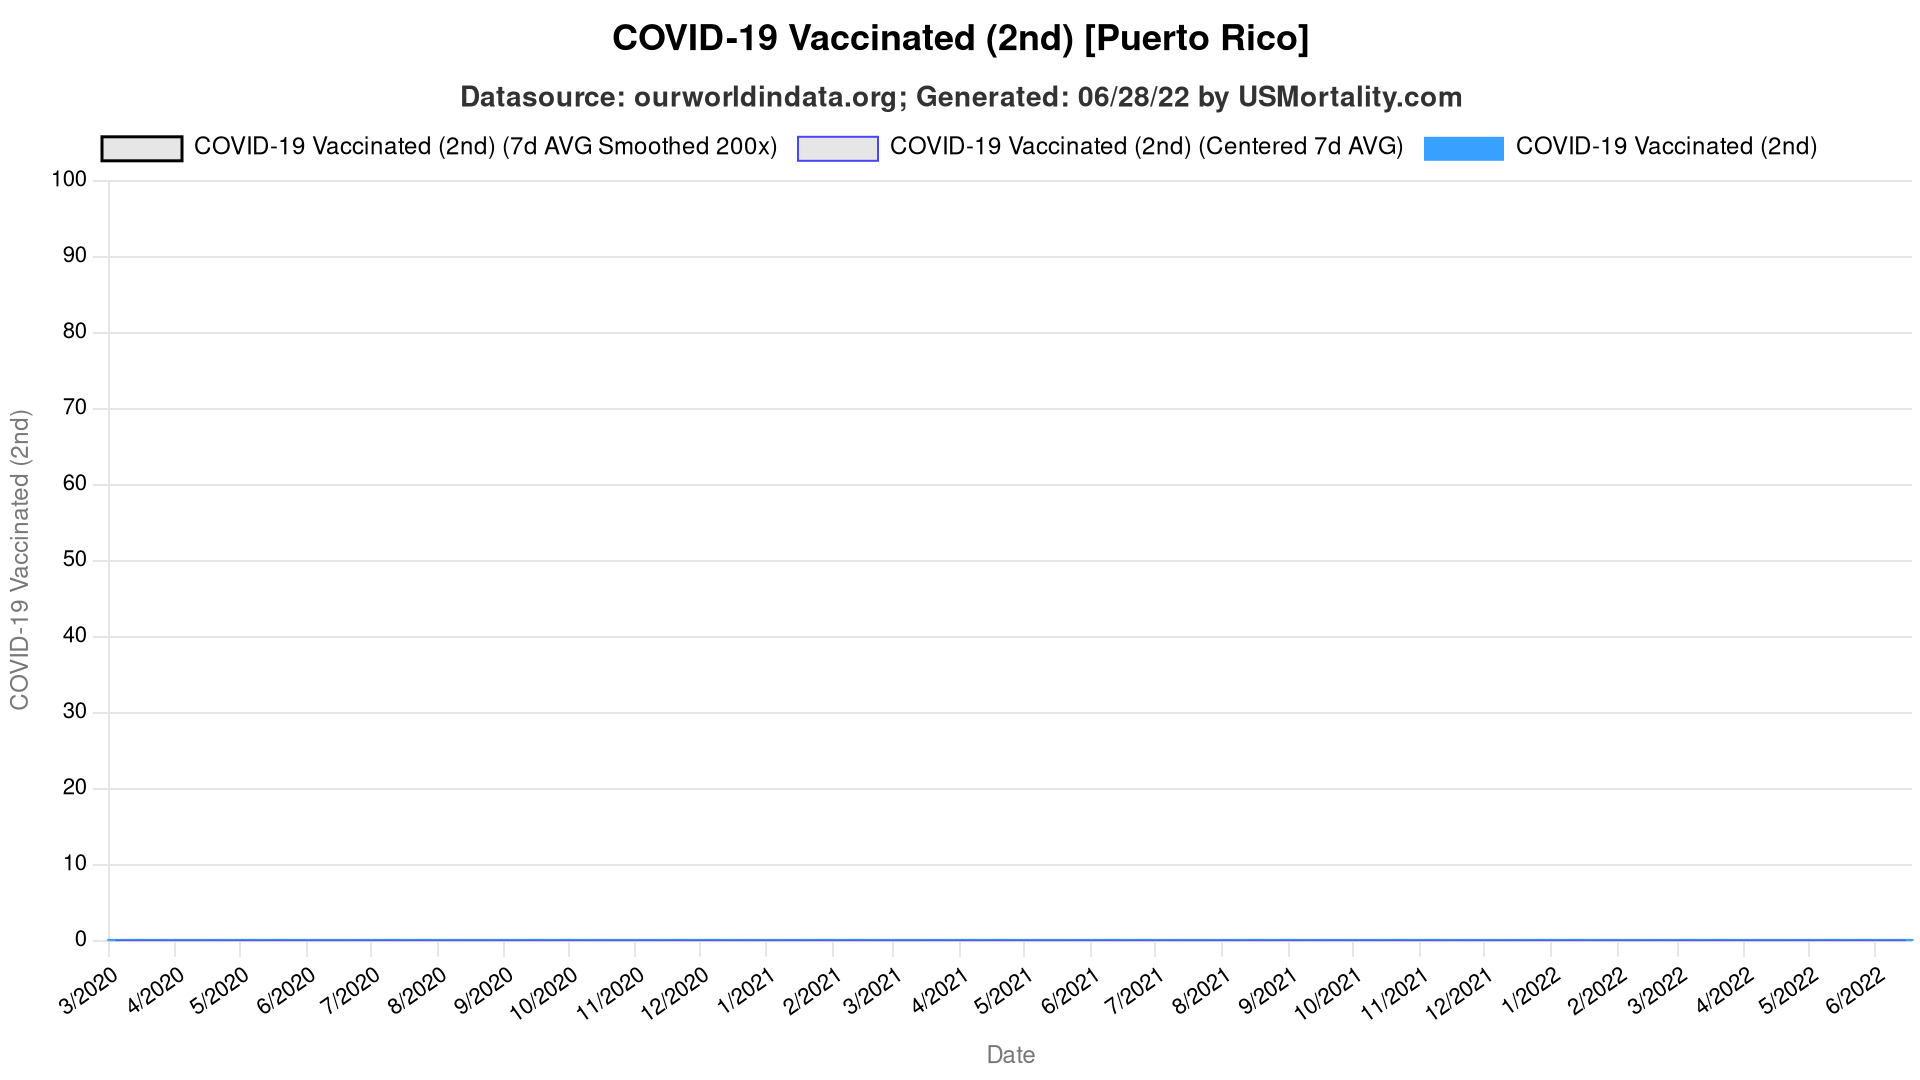 COVID-19 Vaccinated (2nd) [Puerto Rico]
Datasource: ourworldindata.org; Generated: 06/28/22 by USMortality.com
COVID-19 Vaccinated (2nd) (7d AVG Smoothed 200x) COVID-19 Vaccinated (2nd) (Centered 7d AVG) COVID-19 Vaccinated (2nd)
100
90
80
70
60
50
40
30
20
10
0
COVID-19 Vaccinated (2nd)
3/2020 4/2020 5/2020 6/2020 7/2020 8/2020 9/2020 10/2020 11/2020 12/2020 1/2021 2/2021 3/2021 4/2021 5/2021 6/2021 7/2021 8/2021 9/2021 10/2021 11/2021 12/2021 1/2022 2/2022 3/2022 4/2022 5/2022 6/2022
Date